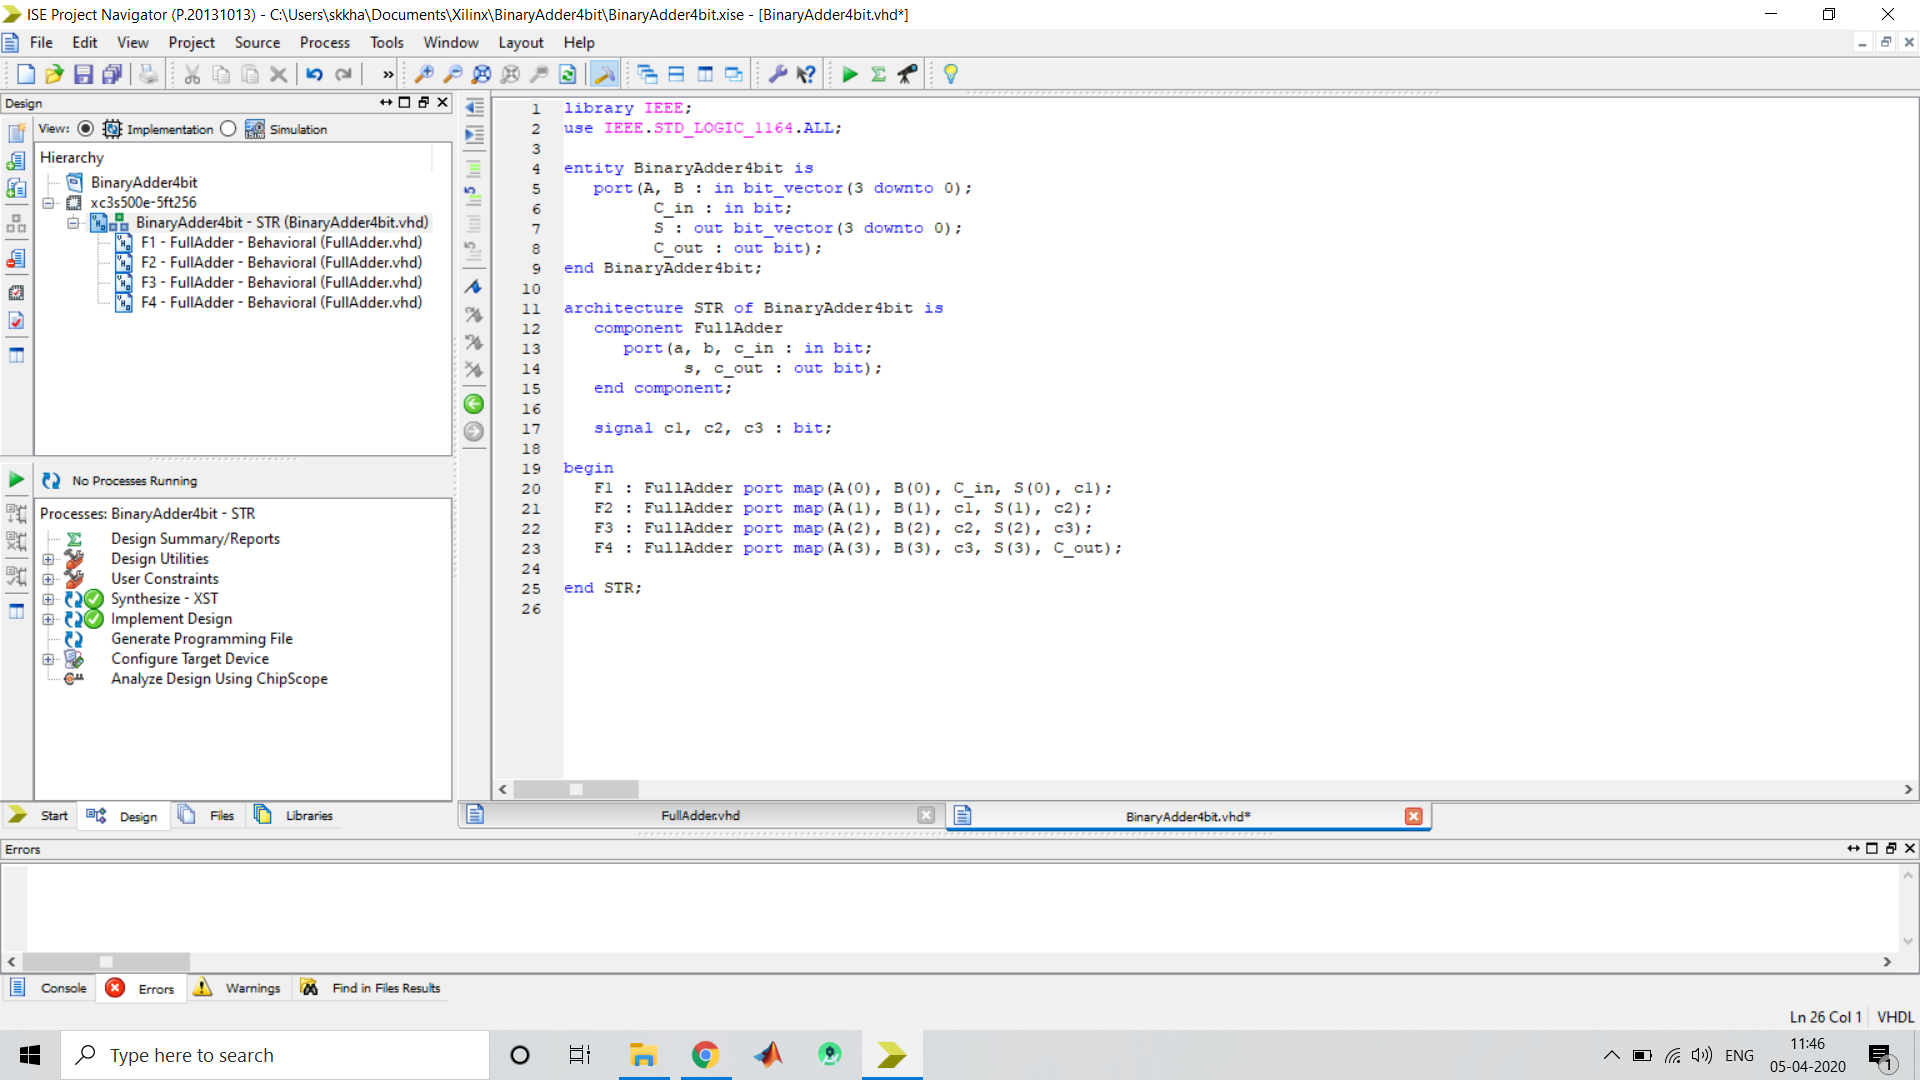 ISE Project Navigator (P.20131013) - C:\Users\skkha\Documents\Xilinx\BinaryAdder4bit\BinaryAdder4bit.xise - [BinaryAdder4bit.vhd*]
File Edit View Project Source Process Tools Window Layout Help
Design
View: Implementation Simulation
Hierarchy
BinaryAdder4bit
xc3s500e-5ft256
BinaryAdder4bit - STR (BinaryAdder4bit.vhd)
F1 - FullAdder - Behavioral (FullAdder.vhd)
F2 - FullAdder - Behavioral (FullAdder.vhd)
F3 - FullAdder - Behavioral (FullAdder.vhd)
F4 - FullAdder - Behavioral (FullAdder.vhd)
No Processes Running
Processes: BinaryAdder4bit - STR
Design Summary/Reports
Design Utilities
User Constraints
Synthesize - XST
Implement Design
Generate Programming File
Configure Target Device
Analyze Design Using ChipScope
Start Design Files Libraries
1 library IEEE;
2 use IEEE.STD_LOGIC_1164.ALL;
3
4 entity BinaryAdder4bit is
5 port(A, B : in bit_vector(3 downto 0);
6 C_in : in bit;
7 S : out bit_vector(3 downto 0);
8 C_out : out bit);
9 end BinaryAdder4bit;
10
11 architecture STR of BinaryAdder4bit is
12 component FullAdder
13 port(a, b, c_in : in bit;
14 s, c_out : out bit);
15 end component;
16
17 signal c1, c2, c3 : bit;
18
19 begin
20 F1 : FullAdder port map(A(0), B(0), C_in, S(0), c1);
21 F2 : FullAdder port map(A(1), B(1), c1, S(1), c2);
22 F3 : FullAdder port map(A(2), B(2), c2, S(2), c3);
23 F4 : FullAdder port map(A(3), B(3), c3, S(3), C_out);
24
25 end STR;
26
FullAdder.vhd BinaryAdder4bit.vhd*
Errors
Console Errors Warnings Find in Files Results
Ln 26 Col 1 VHDL
Type here to search
ENG
11:46
05-04-2020
1